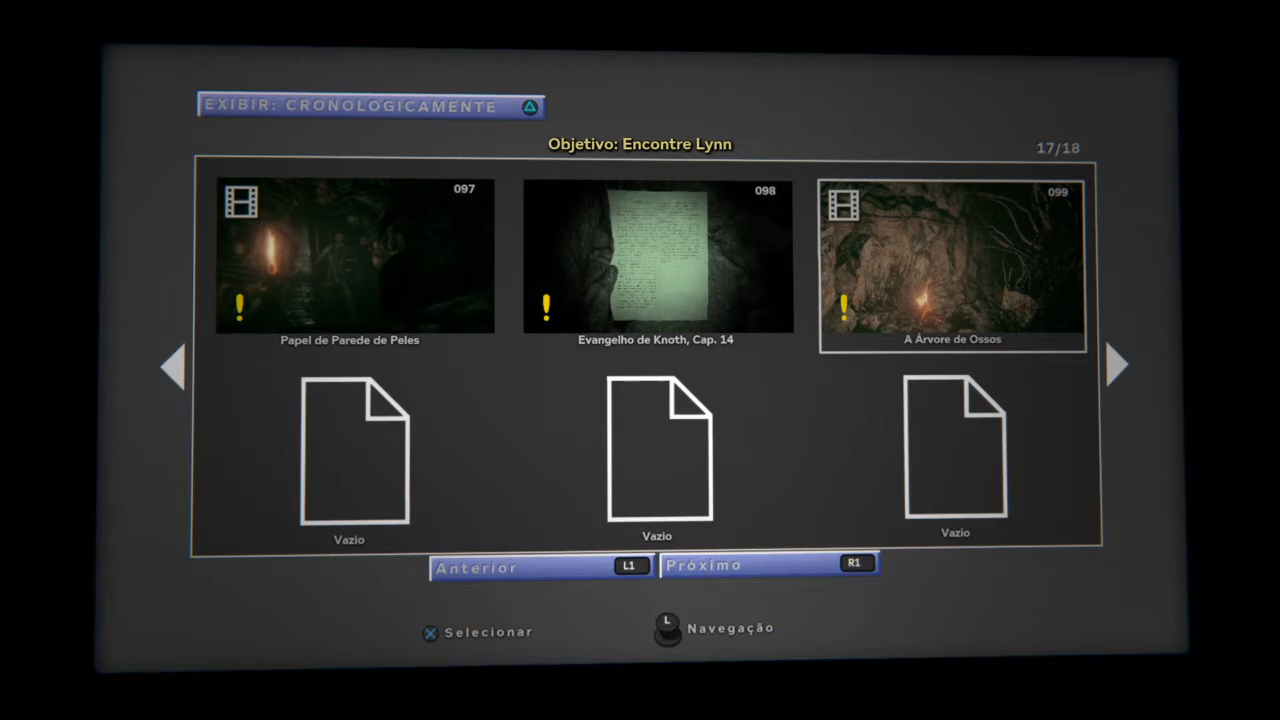 EXIBIR: CRONOLOGICAMENTE
Objetivo: Encontre Lynn
17/18
097
098
099
Papel de Parede de Peles
Evangelho de Knoth, Cap. 14
A Árvore de Ossos
Vazio
Vazio
Vazio
Anterior L1
Próximo R1
Selecionar
L Navegação